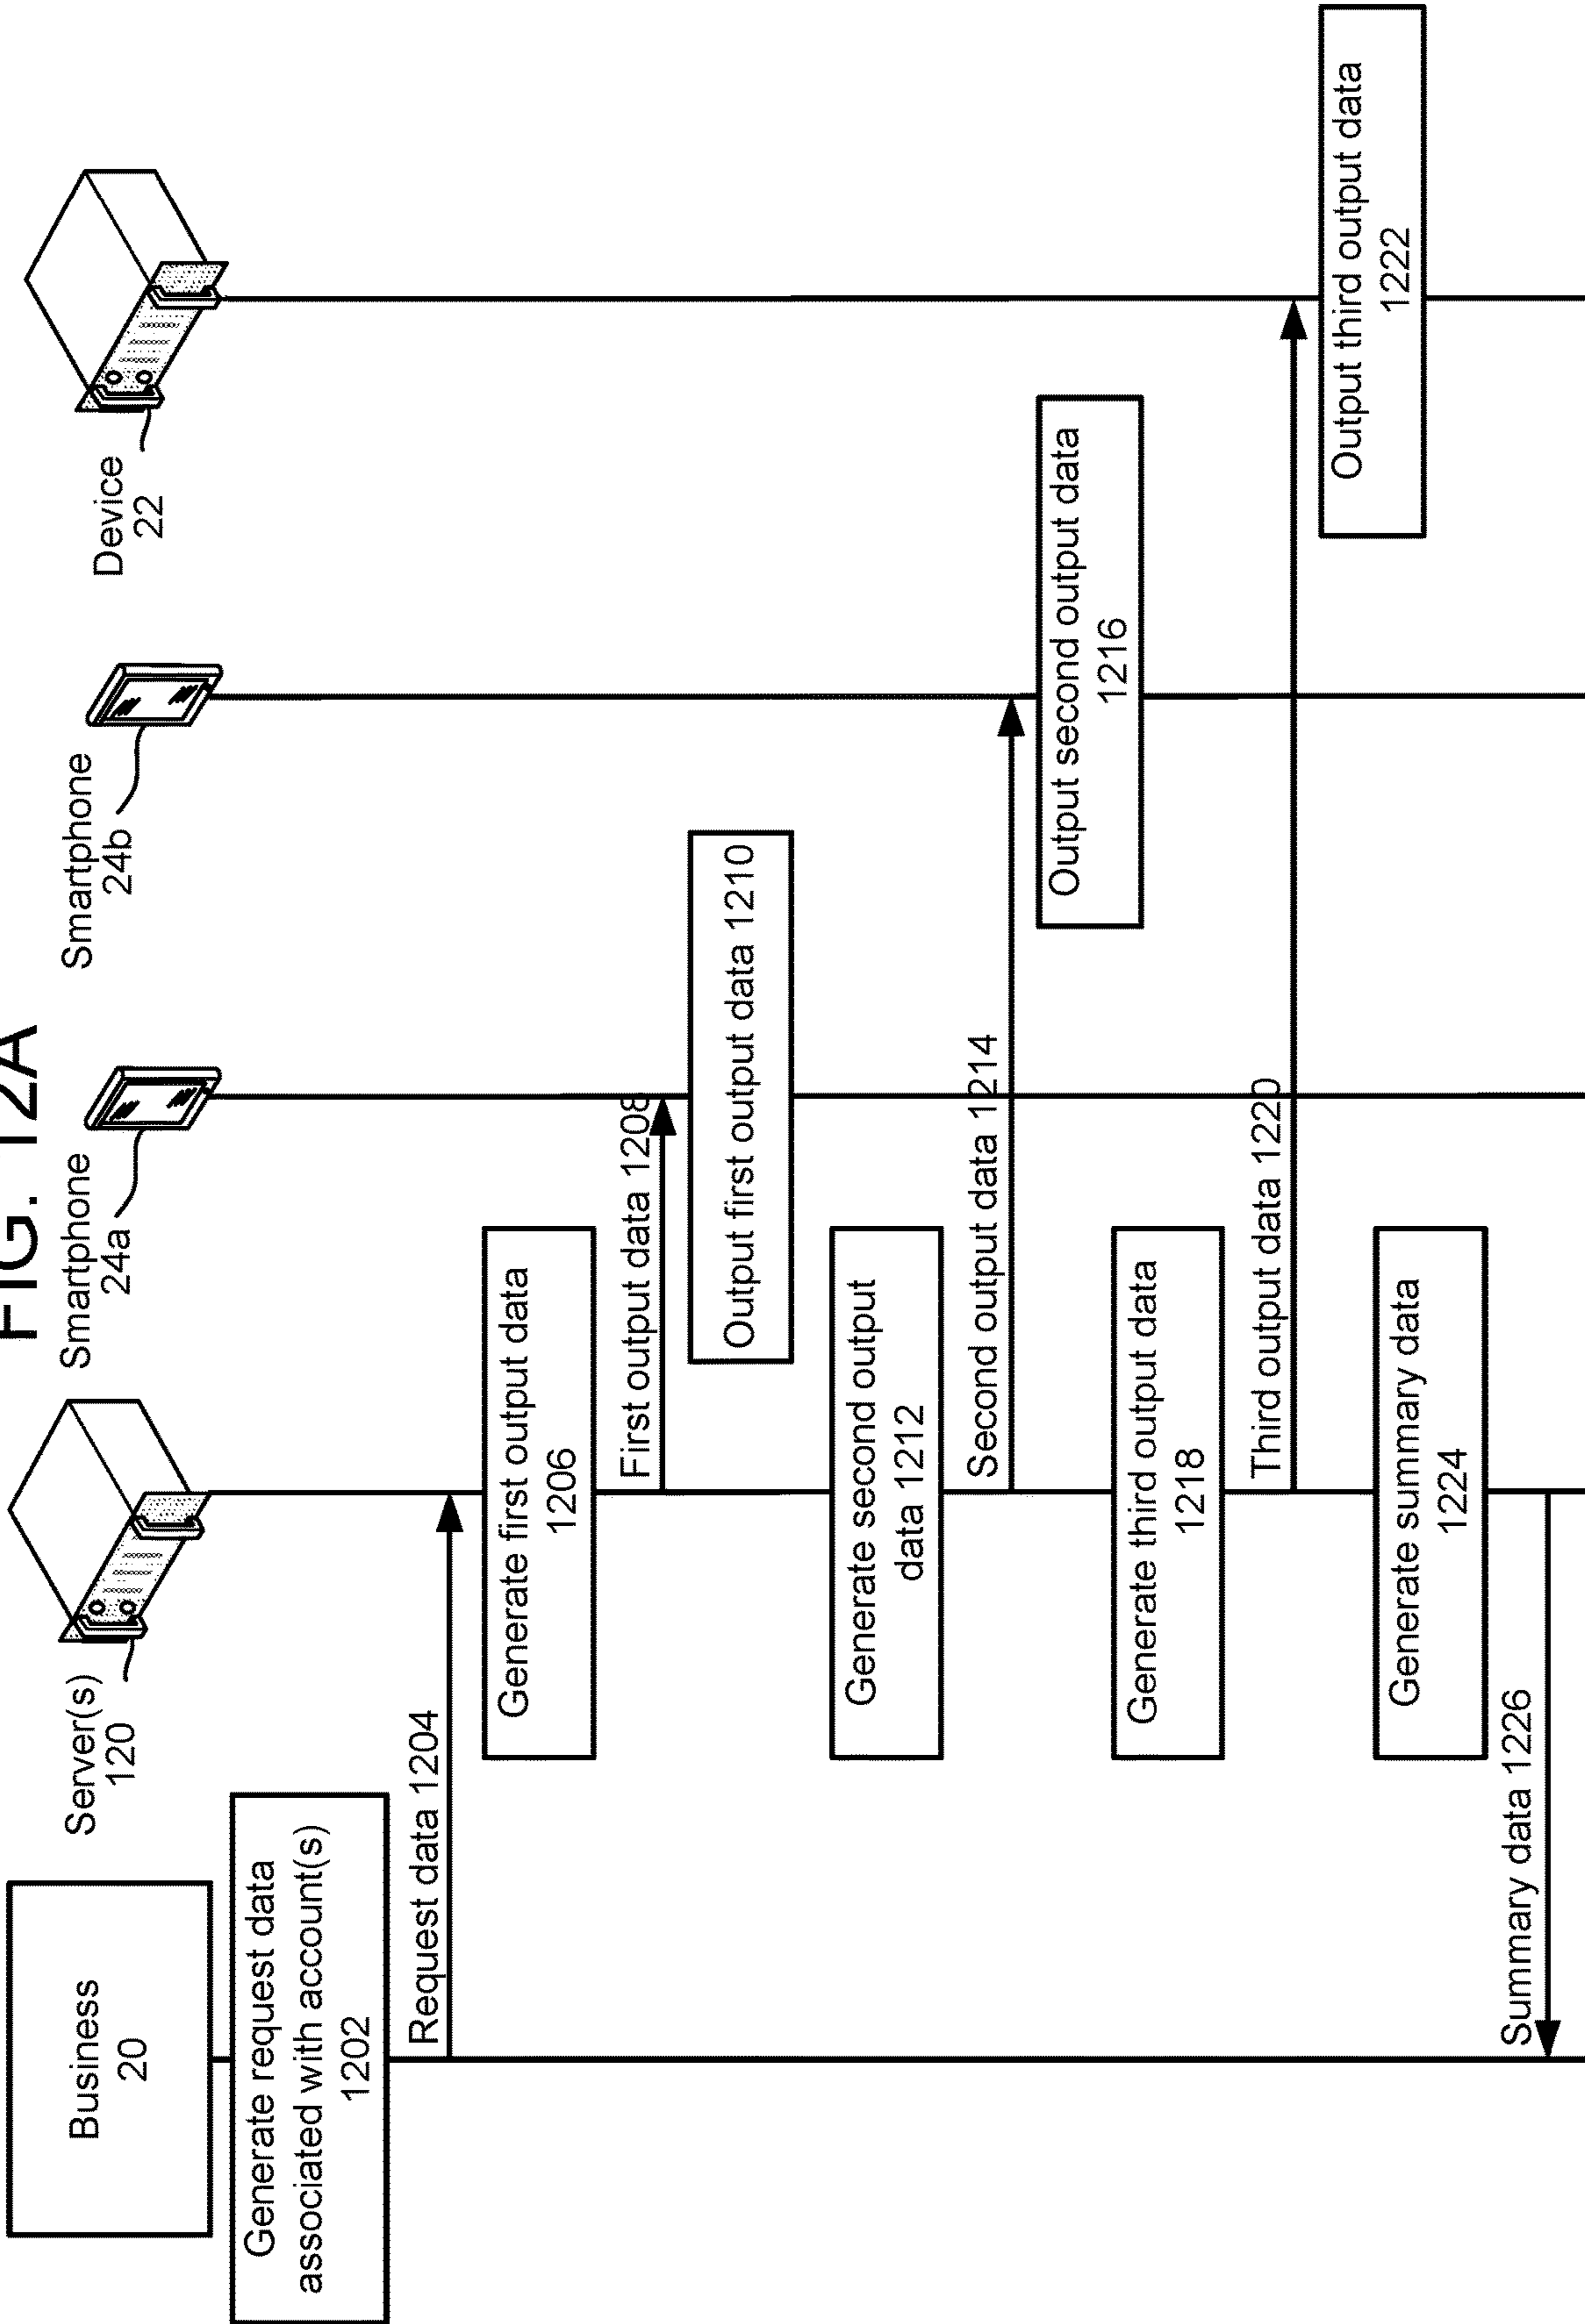 FIG. 12A
Business
20
Server(s)
120
Smartphone
24a
Smartphone
24b
Device
22
Generate request data
associated with account(s)
1202
Request data 1204
Generate first output data
1206
First output data 1208
Output first output data 1210
Generate second output
data 1212
Second output data 1214
Output second output data
1216
Generate third output data
1218
Third output data 1220
Output third output data
1222
Generate summary data
1224
Summary data 1226